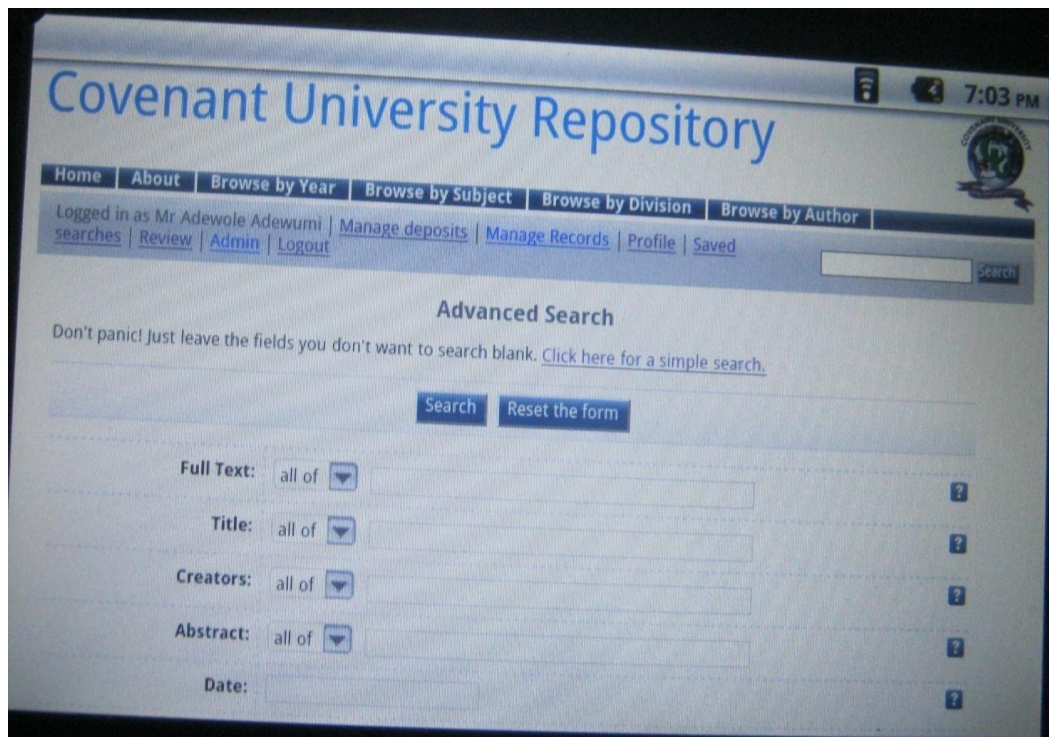 7:03 PM
Covenant University Repository
COVENANT UNIVERSITY
Home | About | Browse by Year | Browse by Subject | Browse by Division | Browse by Author |
Logged in as Mr Adewole Adewumi | Manage deposits | Manage Records | Profile | Saved
searches | Review | Admin | Logout
Search
Advanced Search
Don't panic! Just leave the fields you don't want to search blank. Click here for a simple search.
Search Reset the form
Full Text: all of ?
Title: all of ?
Creators: all of ?
Abstract: all of ?
Date: ?